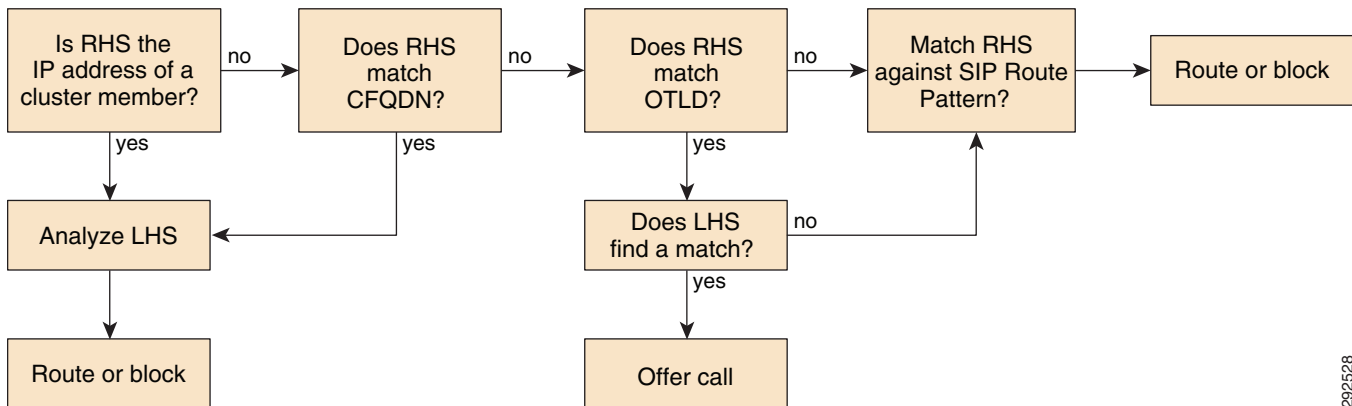 Is RHS the
IP address of a
cluster member?
no
Does RHS
match
CFQDN?
no
Does RHS
match
OTLD?
no
Match RHS
against SIP Route
Pattern?
Route or block
yes
yes
yes
Analyze LHS
Does LHS
find a match?
no
yes
Route or block
Offer call
292528